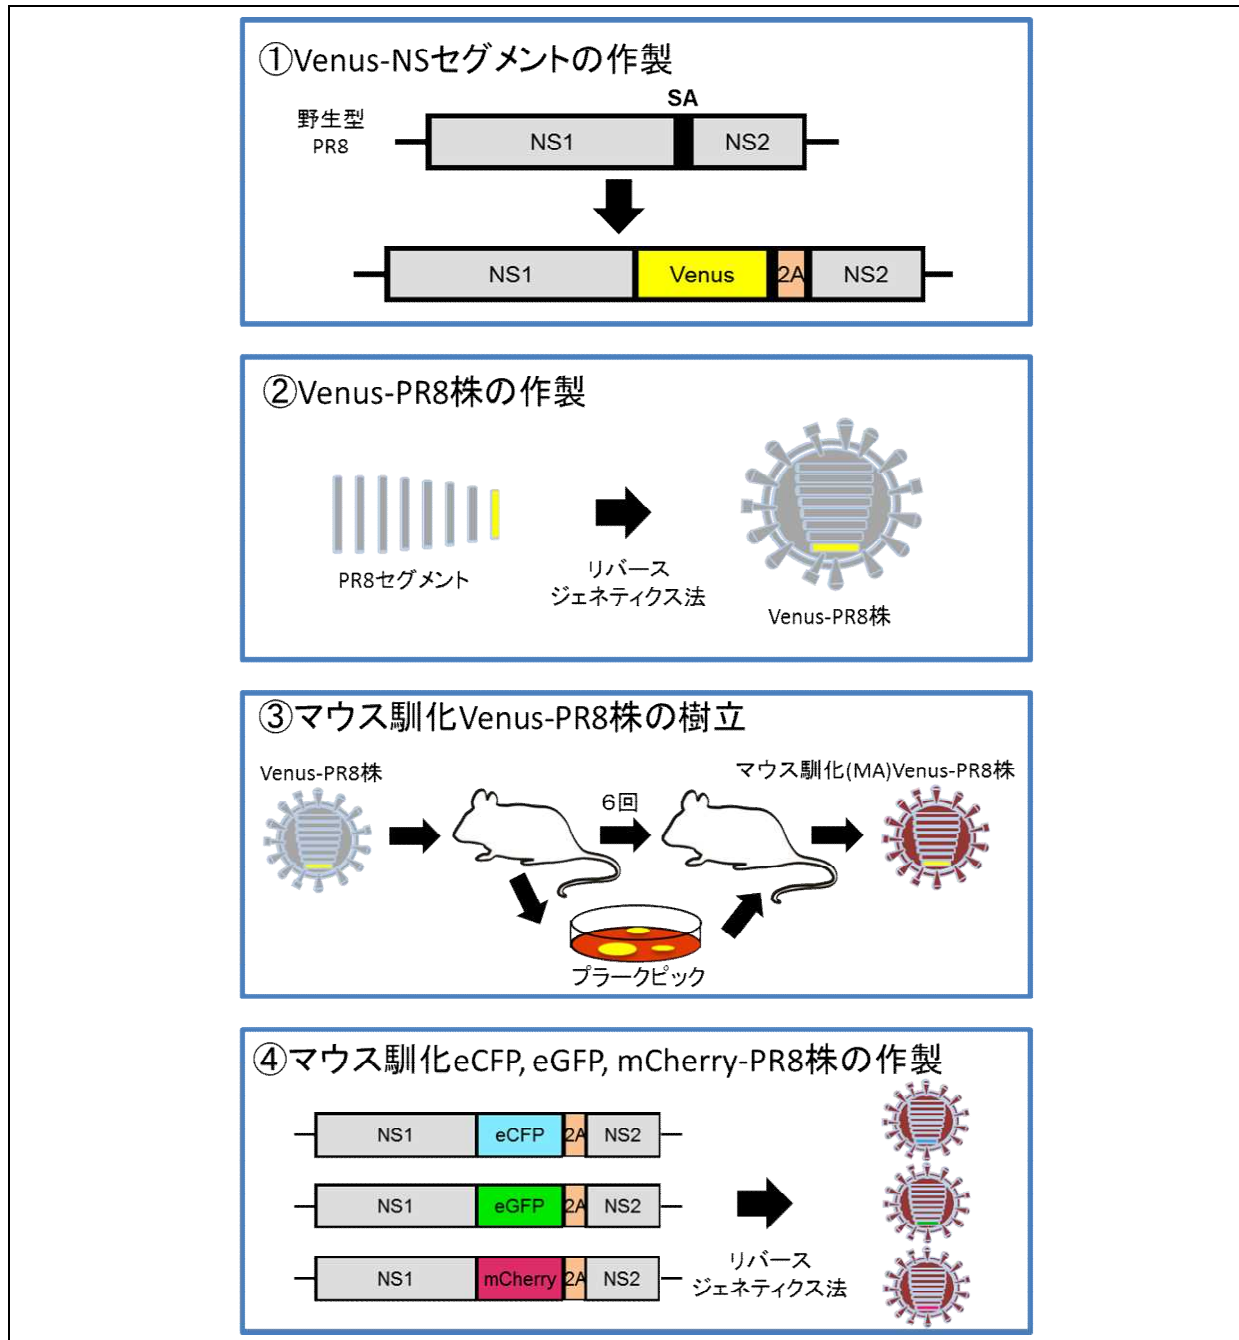 ①Venus-NSセグメントの作製
SA
野生型
PR8
NS1
NS2
NS1
Venus
2A
NS2
②Venus-PR8株の作製
PR8セグメント
リバース
ジェネティクス法
Venus-PR8株
③マウス馴化Venus-PR8株の樹立
Venus-PR8株
6回
マウス馴化(MA)Venus-PR8株
プラークピック
④マウス馴化eCFP, eGFP, mCherry-PR8株の作製
NS1
eCFP
2A
NS2
NS1
eGFP
2A
NS2
NS1
mCherry
2A
NS2
リバース
ジェネティクス法